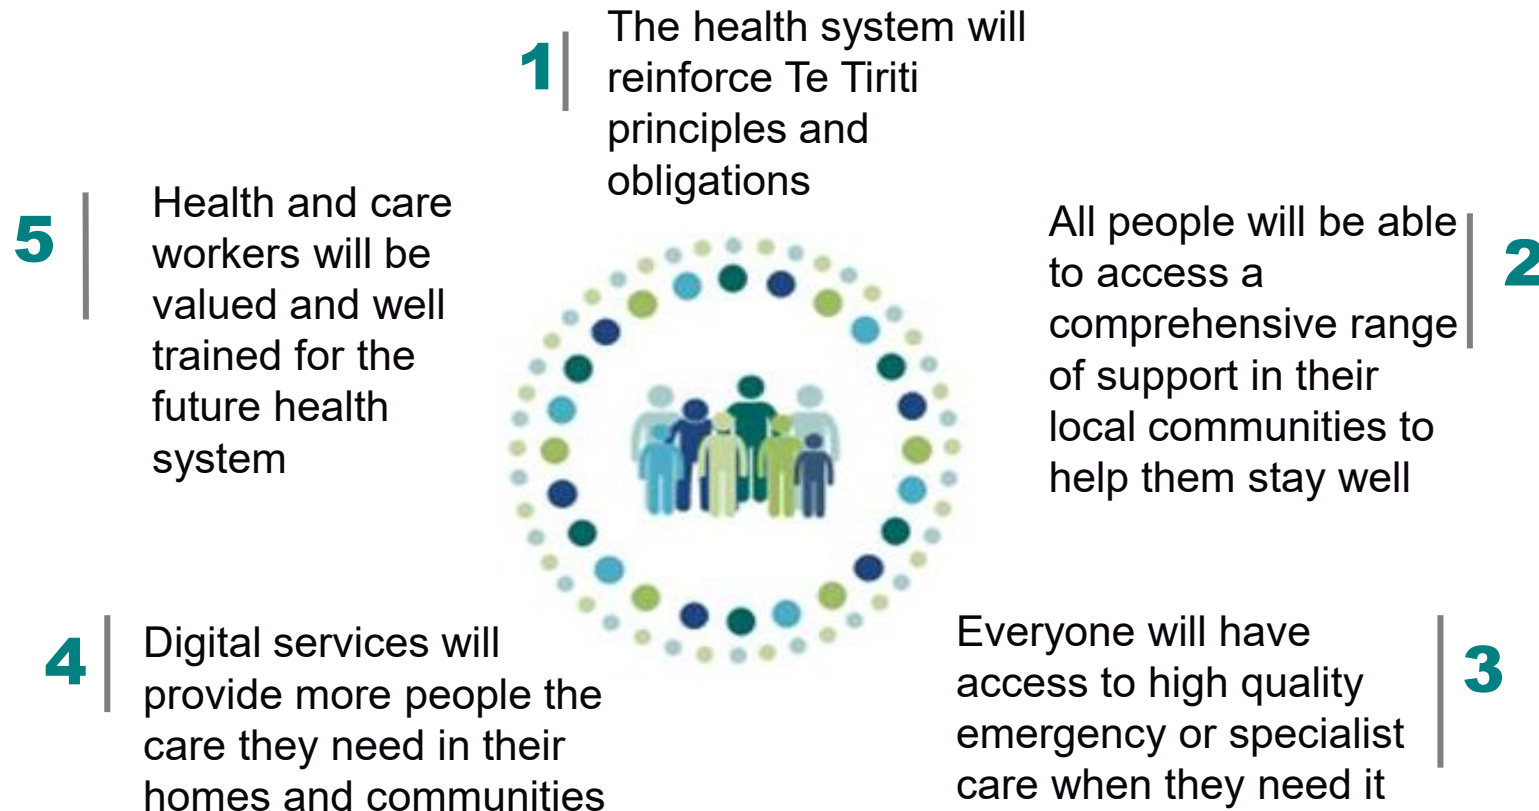 1
The health system will
reinforce Te Tiriti
principles and
obligations
2
All people will be able
to access a
comprehensive range
of support in their
local communities to
help them stay well
3
Everyone will have
access to high quality
emergency or specialist
care when they need it
4
Digital services will
provide more people the
care they need in their
homes and communities
5
Health and care
workers will be
valued and well
trained for the
future health
system